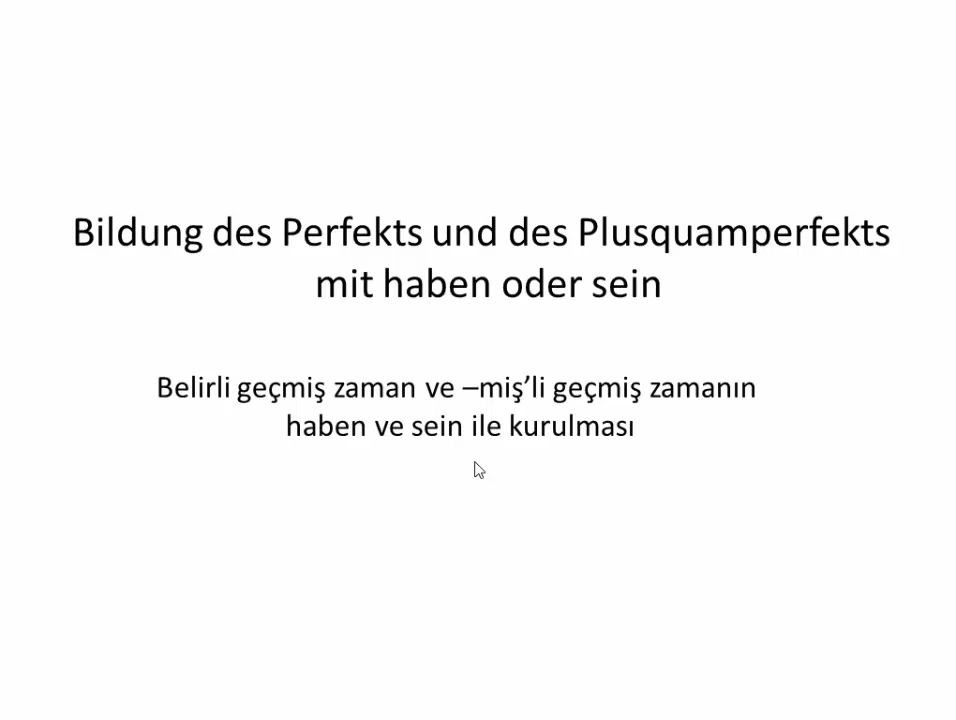 Bildung des Perfekts und des Plusquamperfekts
mit haben oder sein
Belirli geçmiş zaman ve –miş’li geçmiş zamanın
haben ve sein ile kurulması